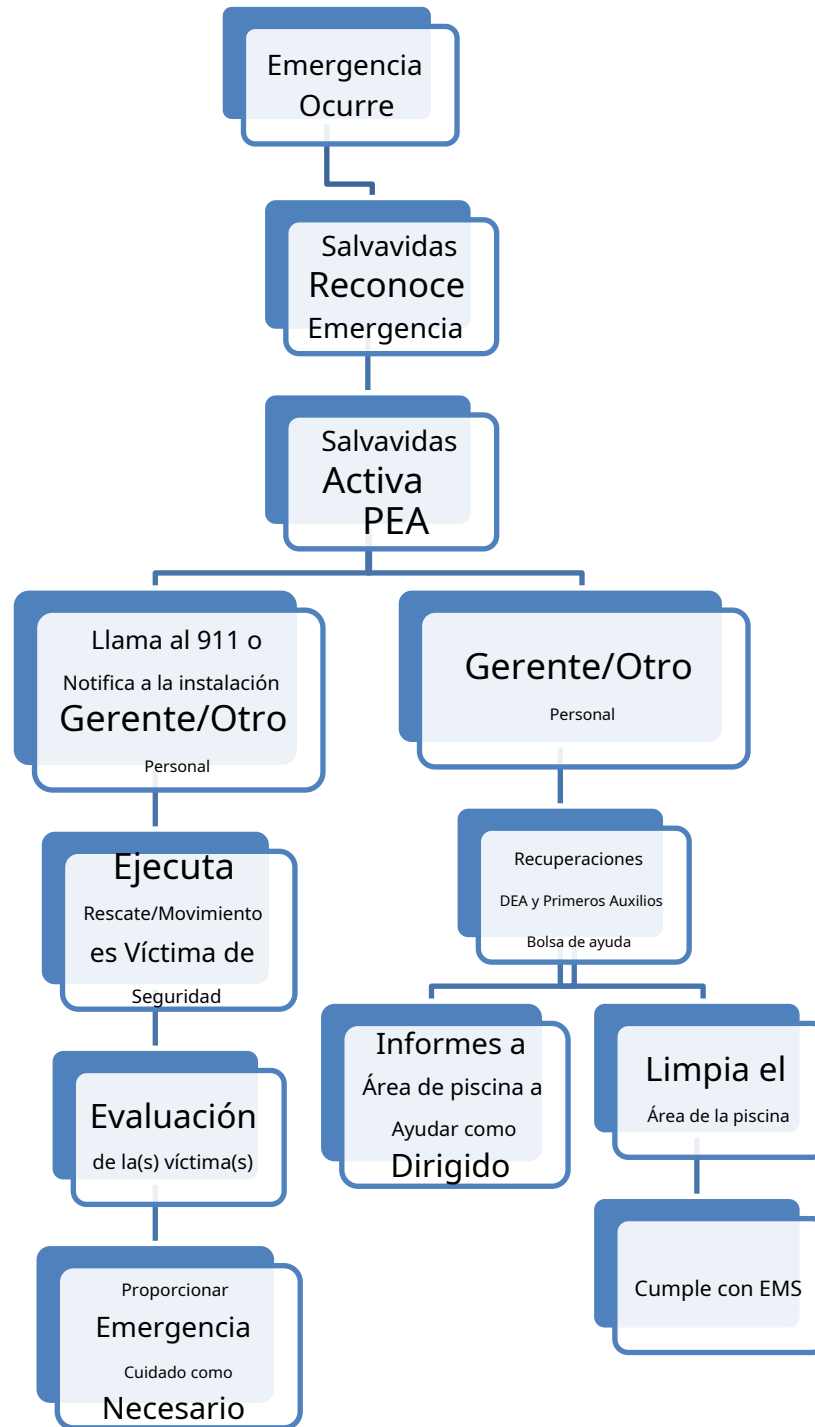 Emergencia
Ocurre
Salvavidas
Reconoce
Emergencia
Salvavidas
Activa
PEA
Llama al 911 o
Notifica a la instalación
Gerente/Otro
Personal
Gerente/Otro
Personal
Ejecuta
Rescate/Movimiento
es Víctima de
Seguridad
Recuperaciones
DEA y Primeros Auxilios
Bolsa de ayuda
Evaluación
de la(s) víctima(s)
Informes a
Área de piscina a
Ayudar como
Dirigido
Limpia el
Área de la piscina
Proporcionar
Emergencia
Cuidado como
Necesario
Cumple con EMS